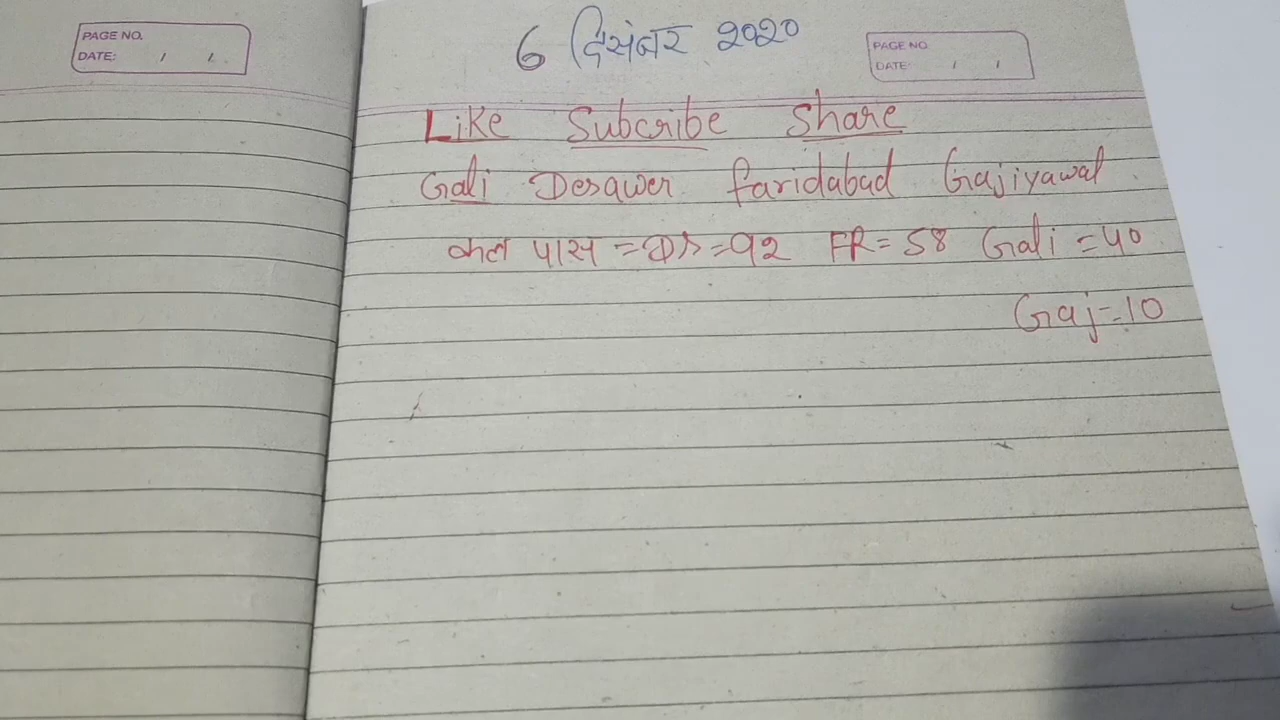 PAGE NO.
DATE: / /
6 दिसंबर 2020
PAGE NO.
DATE: / /
Like Subcribe Share
Gali Desawer faridabad Gajiyawal
कल पास = DS = 92 FR = 58 Gali = 40
Gaj = 10